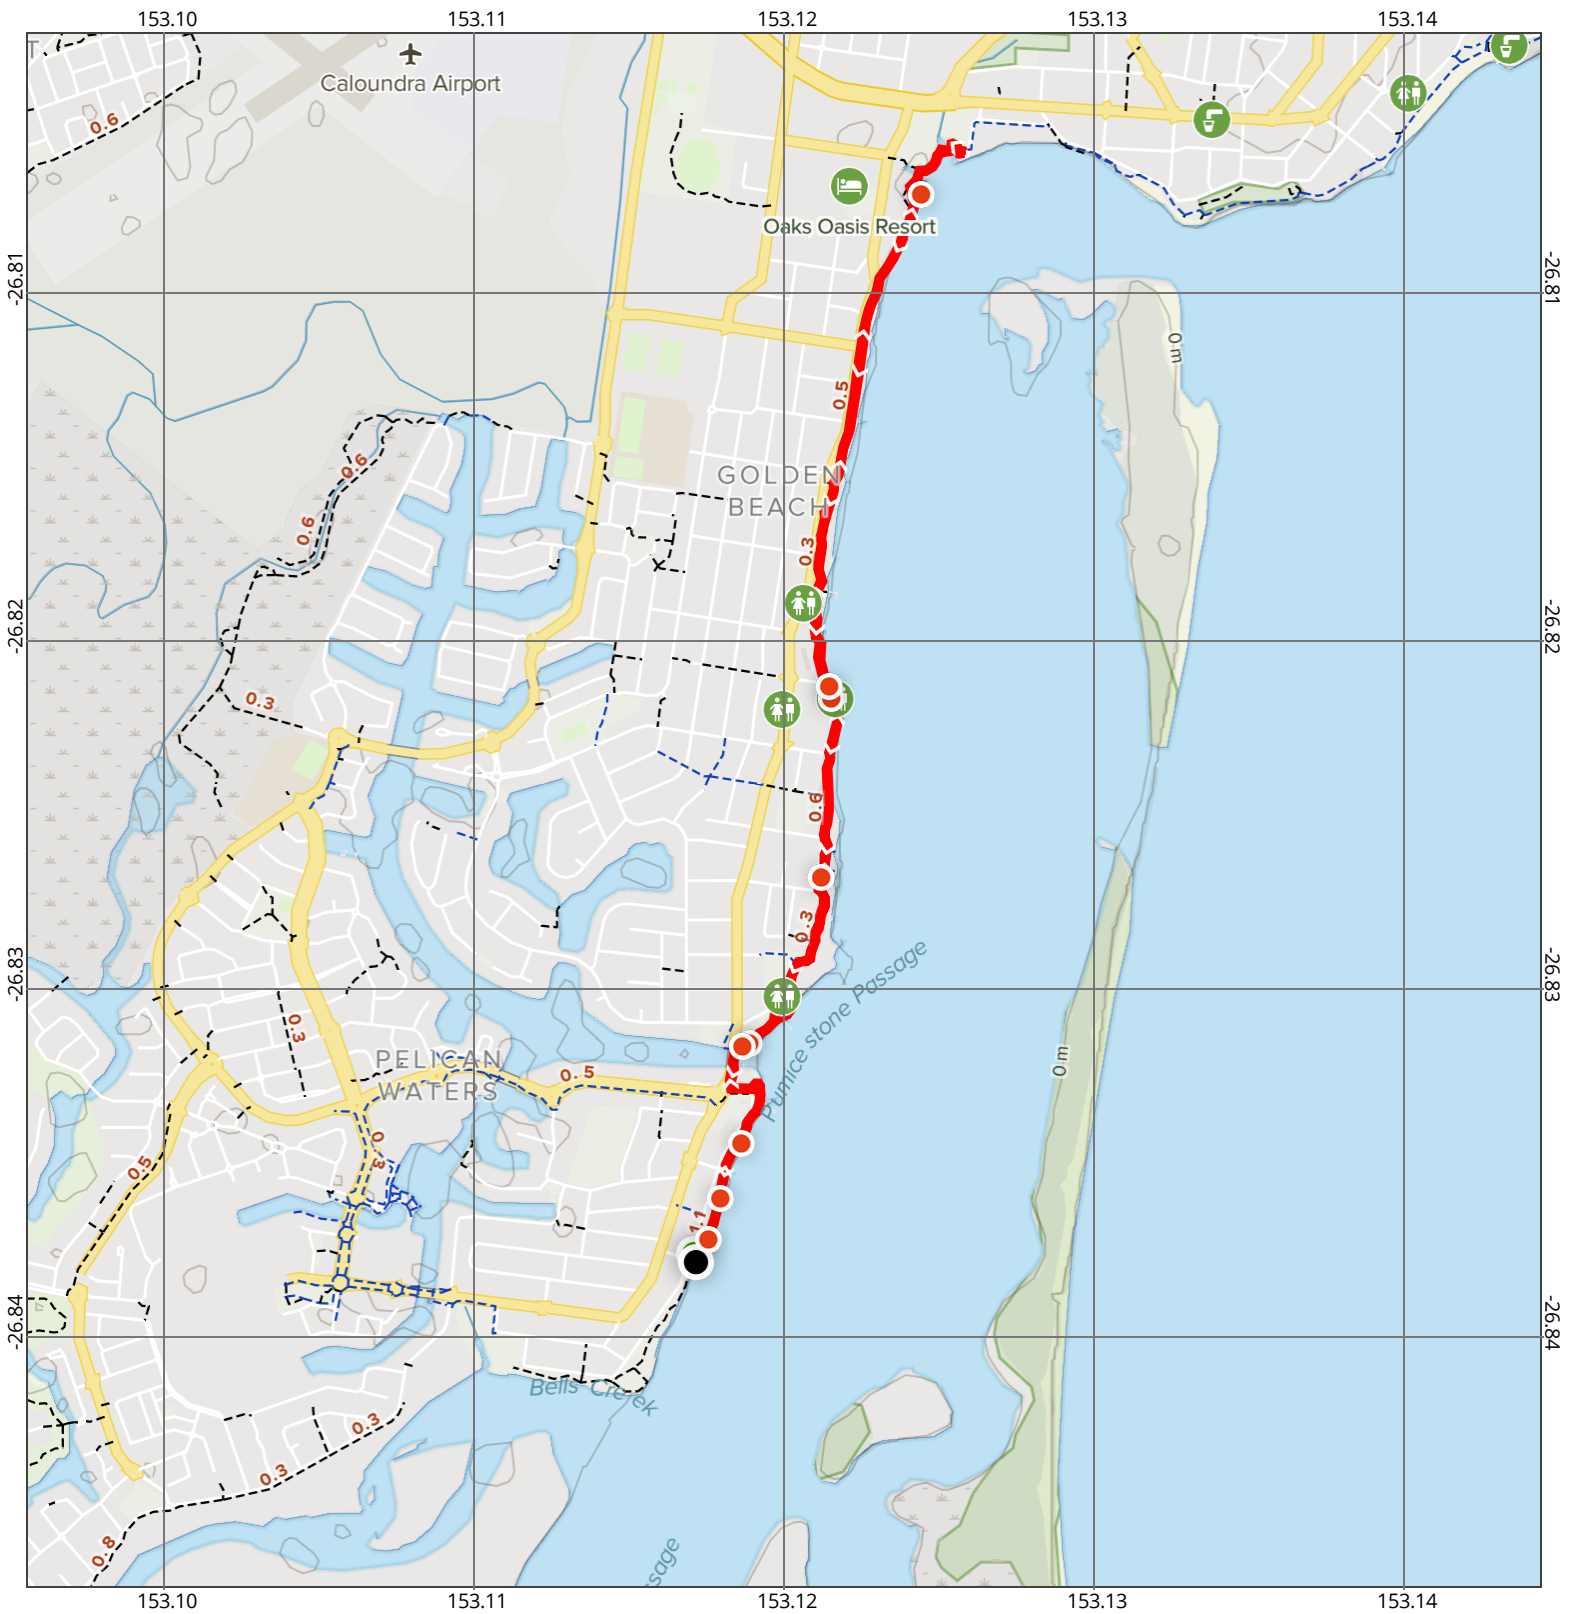 153.10 153.11 153.12 153.13 153.14
T
Caloundra Airport
0.6
Oaks Oasis Resort
-26.81 -26.81
0 m
0.5
GOLDEN
BEACH
0.6
0.6
0.3
-26.82 -26.82
0.3
0.6
0.3
Pumice stone Passage
-26.83 -26.83
0.3
PELICAN
WATERS
0.5
0 m
0.3
0.5
1.1
-26.84 -26.84
Bells Creek
0.3
0.3
0.8
ssage
153.10 153.11 153.12 153.13 153.14